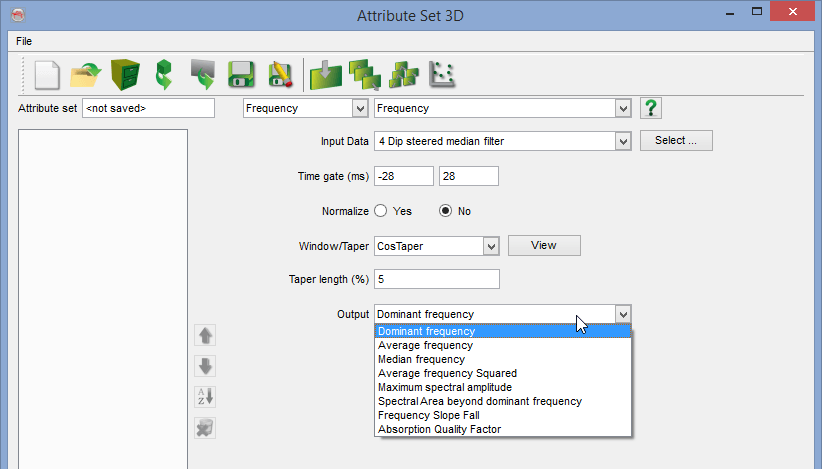 Attribute Set 3D
File
Attribute set <not saved> Frequency Frequency ?
Input Data 4 Dip steered median filter Select ...
Time gate (ms) -28 28
Normalize Yes No
Window/Taper CosTaper View
Taper length (%) 5
Output Dominant frequency
Dominant frequency
Average frequency
Median frequency
Average frequency Squared
Maximum spectral amplitude
Spectral Area beyond dominant frequency
Frequency Slope Fall
Absorption Quality Factor
A
Z